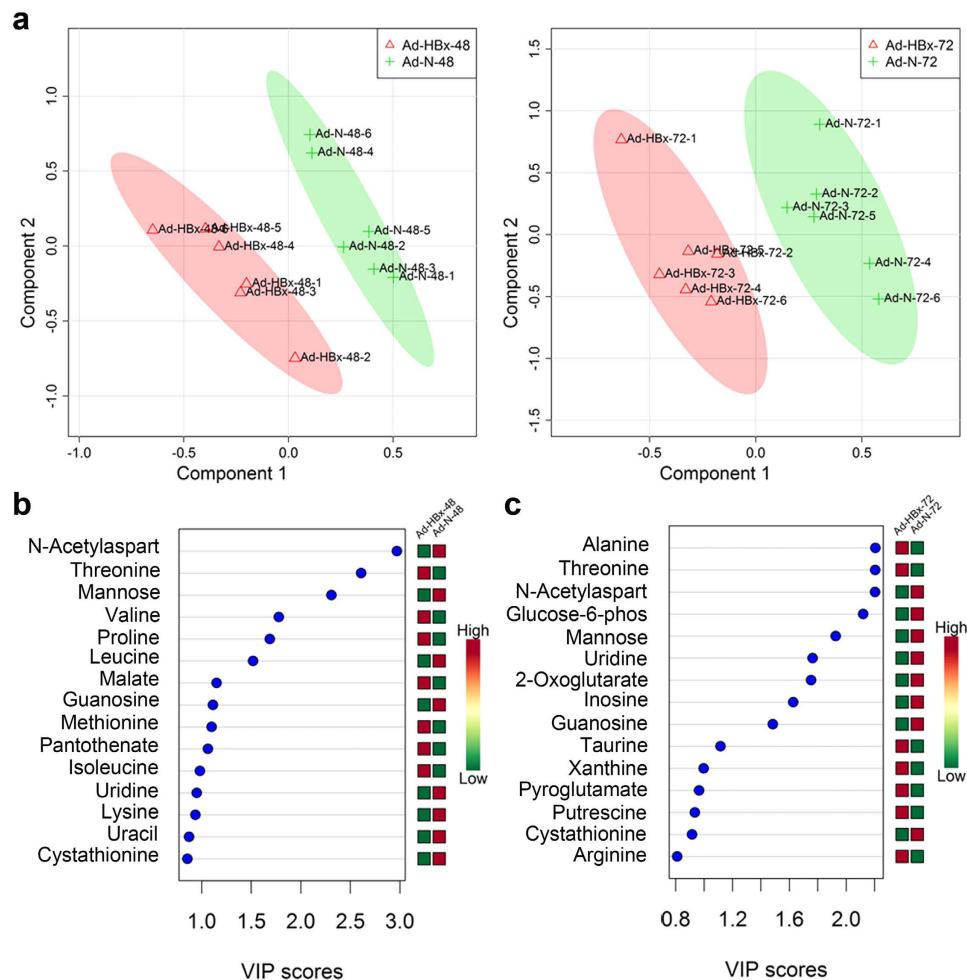 a
Ad-HBx-48
Ad-N-48
Ad-N-48-6
Ad-N-48-4
Ad-HBx-48-6
Ad-HBx-48-5
Ad-HBx-48-4
Ad-N-48-5
Ad-N-48-2
Ad-N-48-3
Ad-N-48-1
Ad-HBx-48-1
Ad-HBx-48-3
Ad-HBx-48-2
Component 2
1.0
0.5
0.0
-0.5
-1.0
-1.0 -0.5 0.0 0.5
Component 1
Ad-HBx-72
Ad-N-72
Ad-HBx-72-1
Ad-N-72-1
Ad-N-72-2
Ad-N-72-3
Ad-N-72-5
Ad-HBx-72-5
Ad-HBx-72-2
Ad-N-72-4
Ad-HBx-72-3
Ad-HBx-72-4
Ad-HBx-72-6
Ad-N-72-6
Component 2
1.5
1.0
0.5
0.0
-0.5
-1.0
-1.5
-0.5 0.0 0.5
Component 1
b
Ad-HBx-48
Ad-N-48
N-Acetylaspart
Threonine
Mannose
Valine
Proline
Leucine
Malate
Guanosine
Methionine
Pantothenate
Isoleucine
Uridine
Lysine
Uracil
Cystathionine
High
Low
1.0 1.5 2.0 2.5 3.0
VIP scores
c
Ad-HBx-72
Ad-N-72
Alanine
Threonine
N-Acetylaspart
Glucose-6-phos
Mannose
Uridine
2-Oxoglutarate
Inosine
Guanosine
Taurine
Xanthine
Pyroglutamate
Putrescine
Cystathionine
Arginine
High
Low
0.8 1.2 1.6 2.0
VIP scores